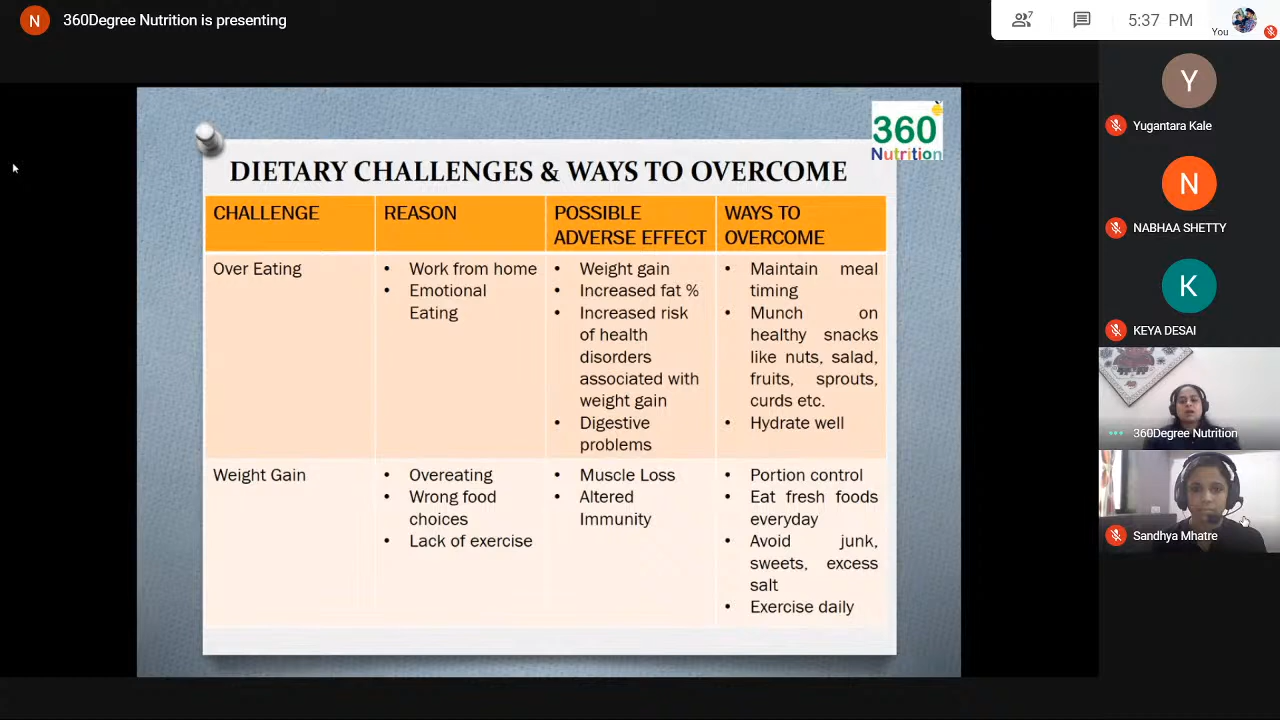 N 360Degree Nutrition is presenting
7
5:37 PM
You
360
Nutrition
DIETARY CHALLENGES & WAYS TO OVERCOME
CHALLENGE
REASON
POSSIBLE
ADVERSE EFFECT
WAYS TO
OVERCOME
Over Eating
• Work from home
• Emotional
Eating
• Weight gain
• Increased fat %
• Increased risk
of health
disorders
associated with
weight gain
• Digestive
problems
• Maintain meal
timing
• Munch on
healthy snacks
like nuts, salad,
fruits, sprouts,
curds etc.
• Hydrate well
Weight Gain
• Overeating
• Wrong food
choices
• Lack of exercise
• Muscle Loss
• Altered
Immunity
• Portion control
• Eat fresh foods
everyday
• Avoid junk,
sweets, excess
salt
• Exercise daily
Y
Yugantara Kale
N
NABHAA SHETTY
K
KEYA DESAI
360Degree Nutrition
Sandhya Mhatre